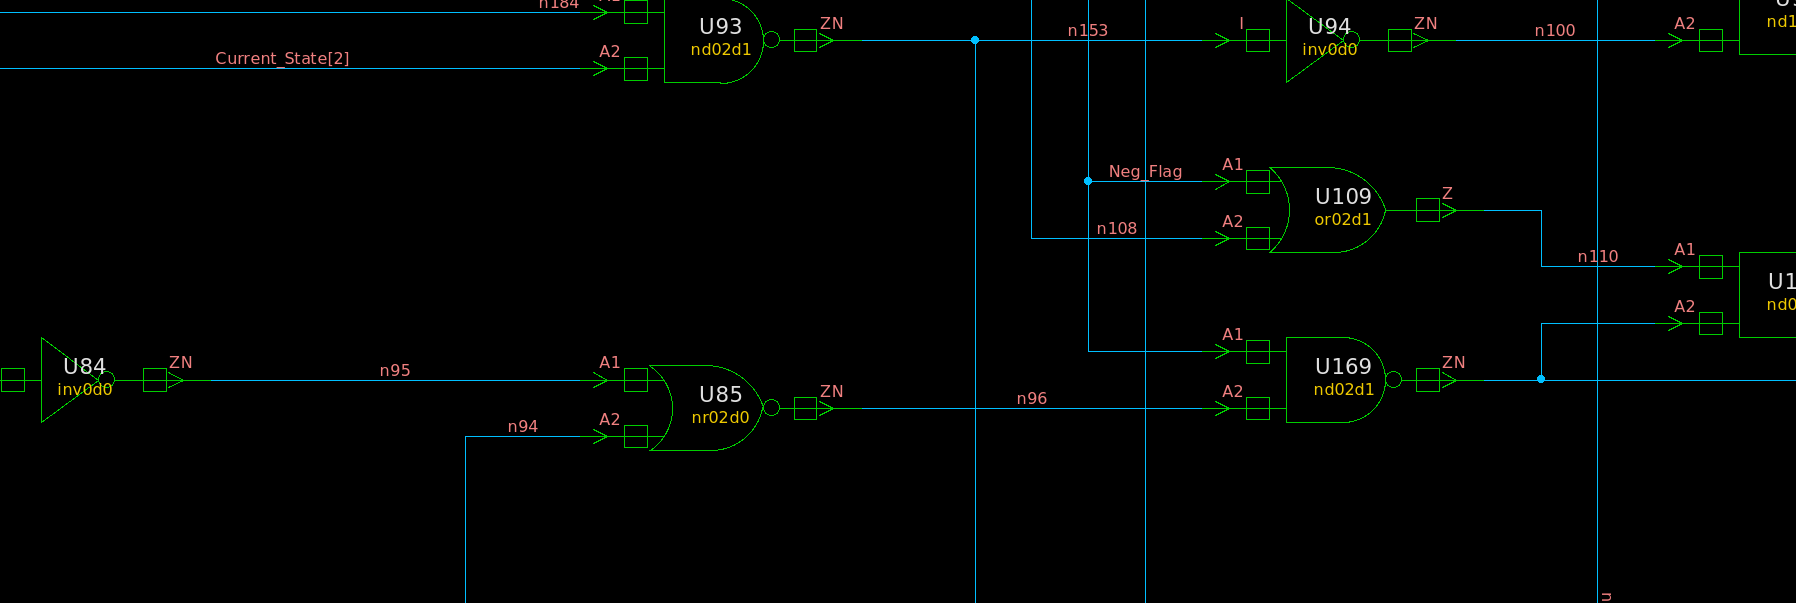 n184
U93
nd02d1
ZN
A2
Current_State[2]
n153
I
U94
inv0d0
ZN
n100
A2
nd1
Neg_Flag
A1
U109
or02d1
Z
n108
A2
n110
A1
U1
nd0
A2
U84
inv0d0
ZN
n95
A1
U85
nr02d0
ZN
n94
A2
n96
A1
U169
nd02d1
ZN
A2